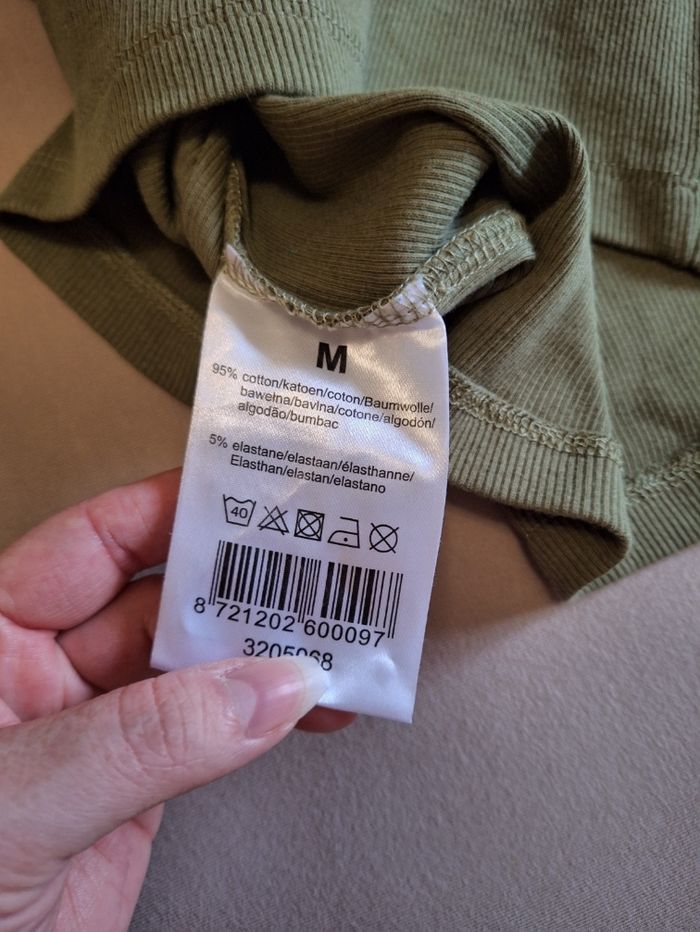 M
95% cotton/katoen/coton/Baumwolle/
bawełna/bavlna/cotone/algodón/
algodão/bumbac
5% elastane/elastaan/élasthanne/
Elasthan/elastan/elastano
40
8 721202 600097